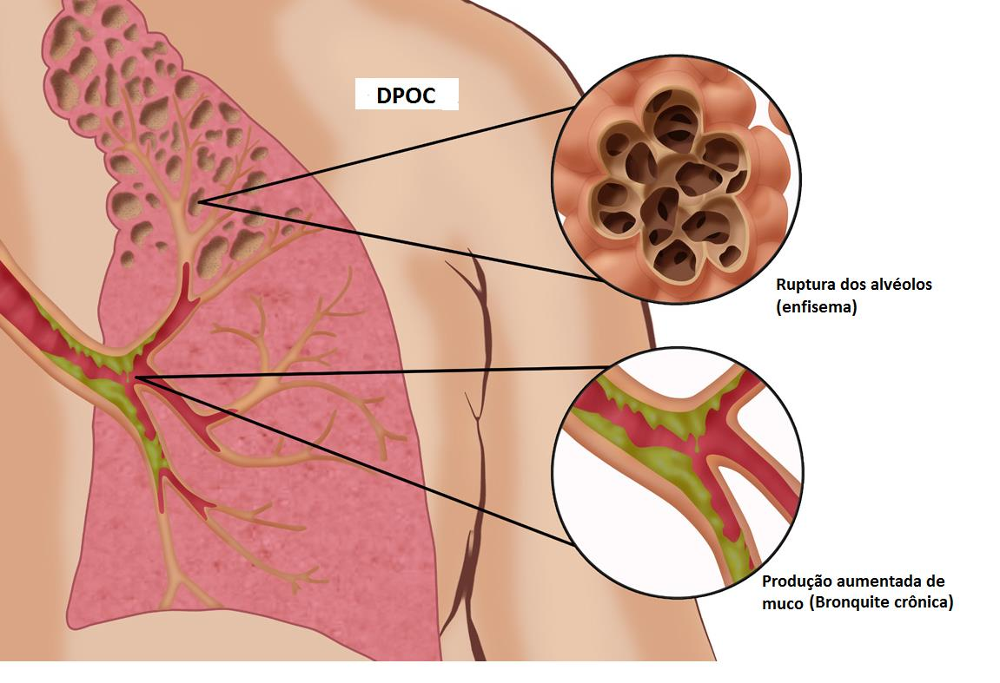 DPOC
Ruptura dos alvéolos
(enfisema)
Produção aumentada de
muco (Bronquite crônica)